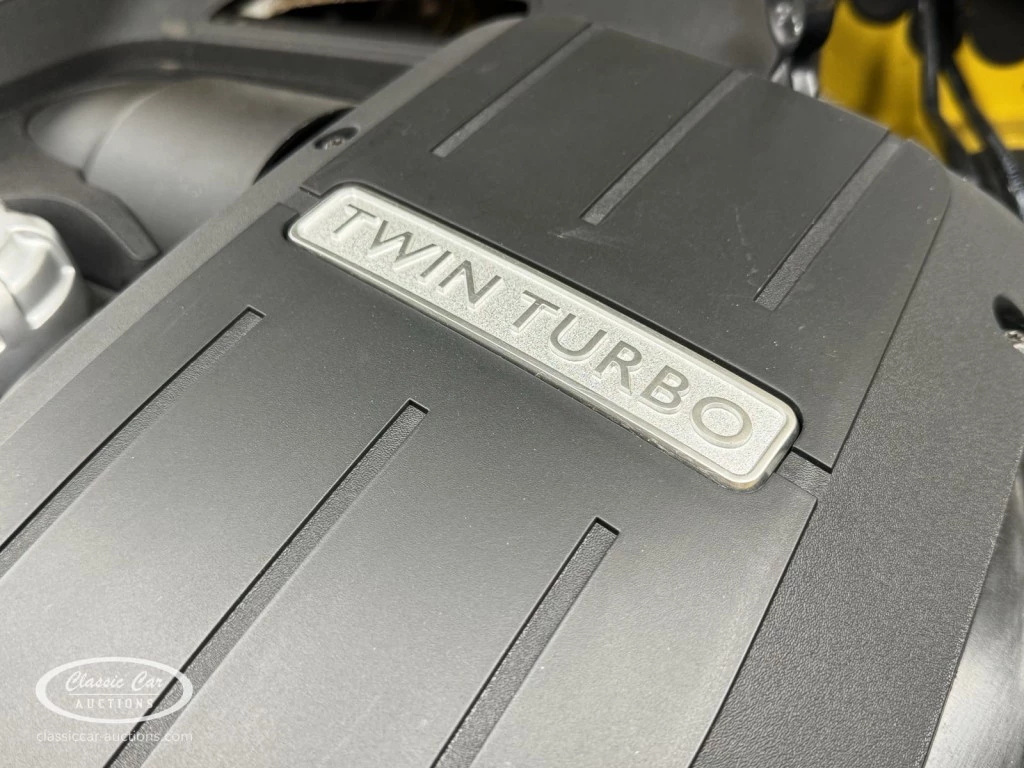 TWIN TURBO
Classic Car
AUCTIONS
classiccar-auctions.com